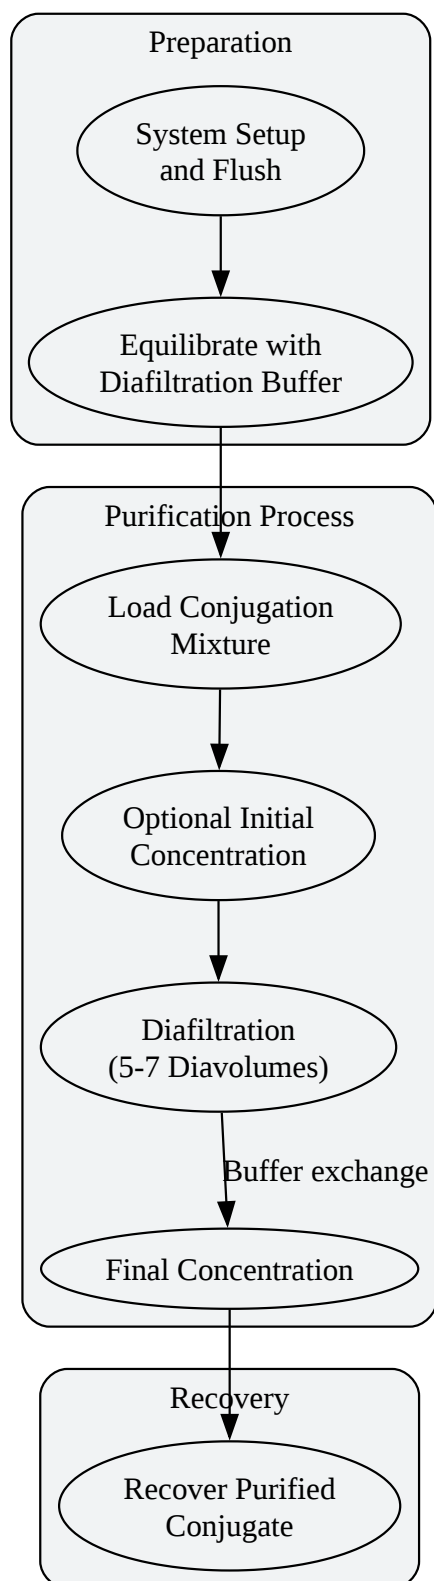 Preparation
System Setup
and Flush
Equilibrate with
Diafiltration Buffer
Purification Process
Load Conjugation
Mixture
Optional Initial
Concentration
Diafiltration
(5-7 Diavolumes)
Buffer exchange
Final Concentration
Recovery
Recover Purified
Conjugate